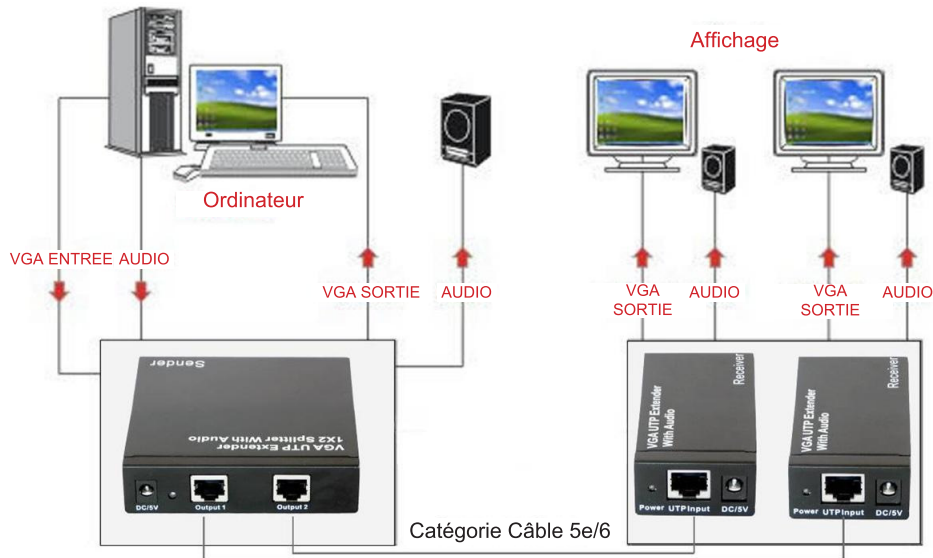 Affichage
Ordinateur
VGA ENTREE AUDIO
VGA SORTIE
AUDIO
VGA
SORTIE
AUDIO
VGA
SORTIE
AUDIO
Sender
VGA UTP Extender
1X2 Splitter With Audio
DC/5V
Output 1
Output 2
Receiver
VGA UTP Extender
With Audio
Power UTP Input DC/5V
Receiver
VGA UTP Extender
With Audio
Power UTP Input DC/5V
Catégorie Câble 5e/6